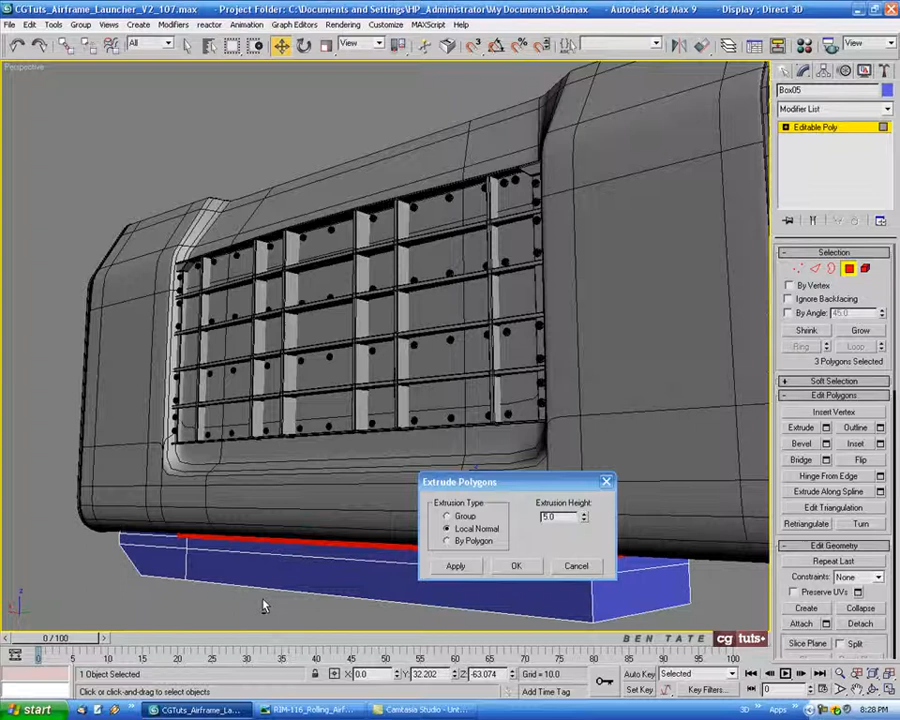 CGTuts_Airframe_Launcher_V2_107.max - Project Folder: C:\Documents and Settings\HP_Administrator\My Documents\3dsmax - Autodesk 3ds Max 9 - Display : Direct 3D
File Edit Tools Group Views Create Modifiers reactor Animation Graph Editors Rendering Customize MAXScript Help
All View View
Perspective
Box05
Modifier List
Editable Poly
Selection
By Vertex
Ignore Backfacing
By Angle: 45.0
Shrink Grow
Ring Loop
3 Polygons Selected
Soft Selection
Edit Polygons
Insert Vertex
Extrude Outline
Bevel Inset
Bridge Flip
Hinge From Edge
Extrude Along Spline
Edit Triangulation
Retriangulate Turn
Edit Geometry
Repeat Last
Constraints: None
Preserve UVs
Create Collapse
Attach Detach
Slice Plane Split
Extrude Polygons
Extrusion Type
Group
Local Normal
By Polygon
Extrusion Height:
5.0
Apply OK Cancel
BEN TATE cg tuts+
0 / 100
0 5 10 15 20 25 30 35 40 45 50 55 60 65 70 75 80 85 90 95 100
1 Object Selected X: 0.0 Y: 32.202 Z: -63.074 Grid = 10.0
Auto Key Selected
Click or click-and-drag to select objects Add Time Tag
Set Key Key Filters... 0
start CGTuts_Airframe_La... RIM-116_Rolling_Airf... Camtasia Studio - Unt... 3D Apps 8:28 PM